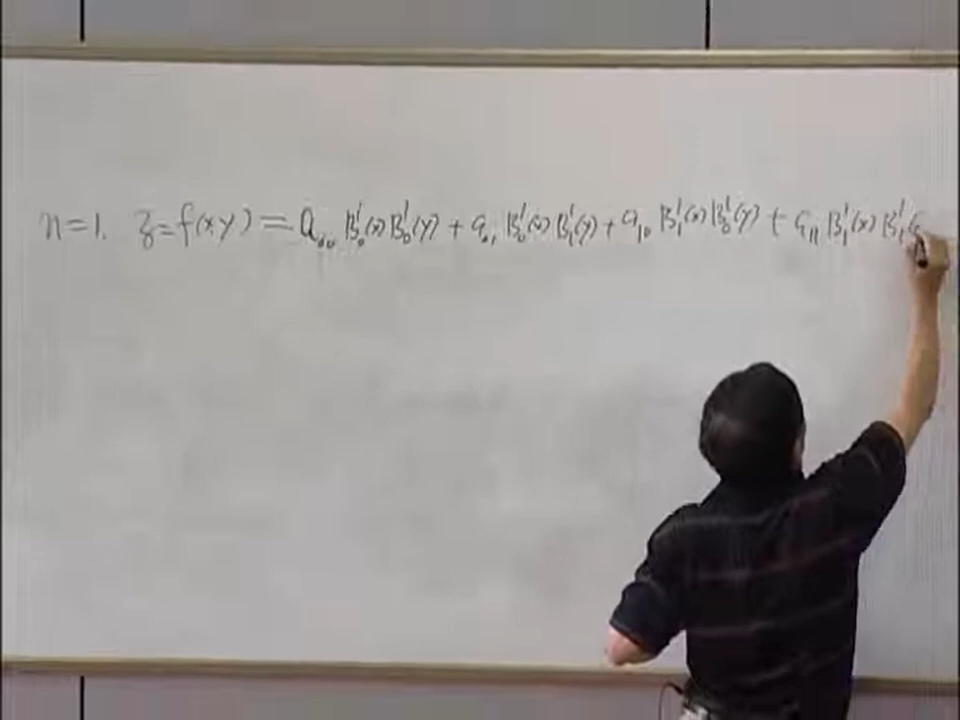 n=1. z=f(x,y)=a₀₀ B₀¹(x)B₀¹(y)+a₀₁ B₀¹(x)B₁¹(y)+a₁₀ B₁¹(x)B₀¹(y)+a₁₁ B₁¹(x)B₁¹(